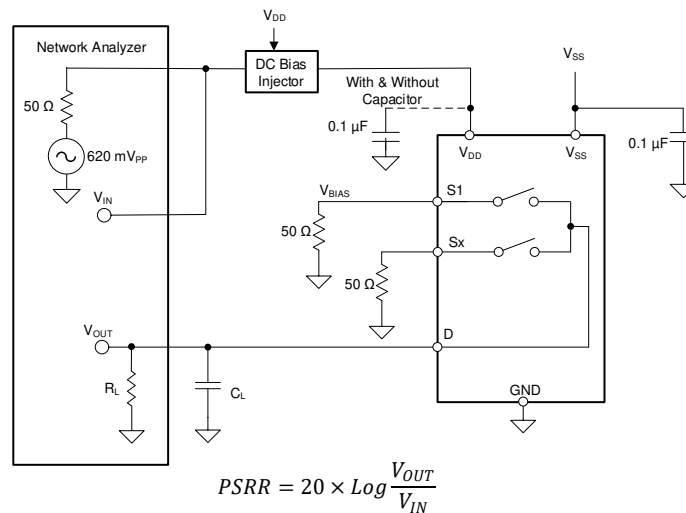 V_DD
Network Analyzer
DC Bias
Injector
V_SS
With & Without
Capacitor
50 Ω
0.1 µF
0.1 µF
620 mV_PP
V_DD
V_SS
V_IN
V_BIAS
S1
50 Ω
Sx
50 Ω
V_OUT
D
R_L
C_L
GND
PSRR = 20 × Log V_OUT / V_IN